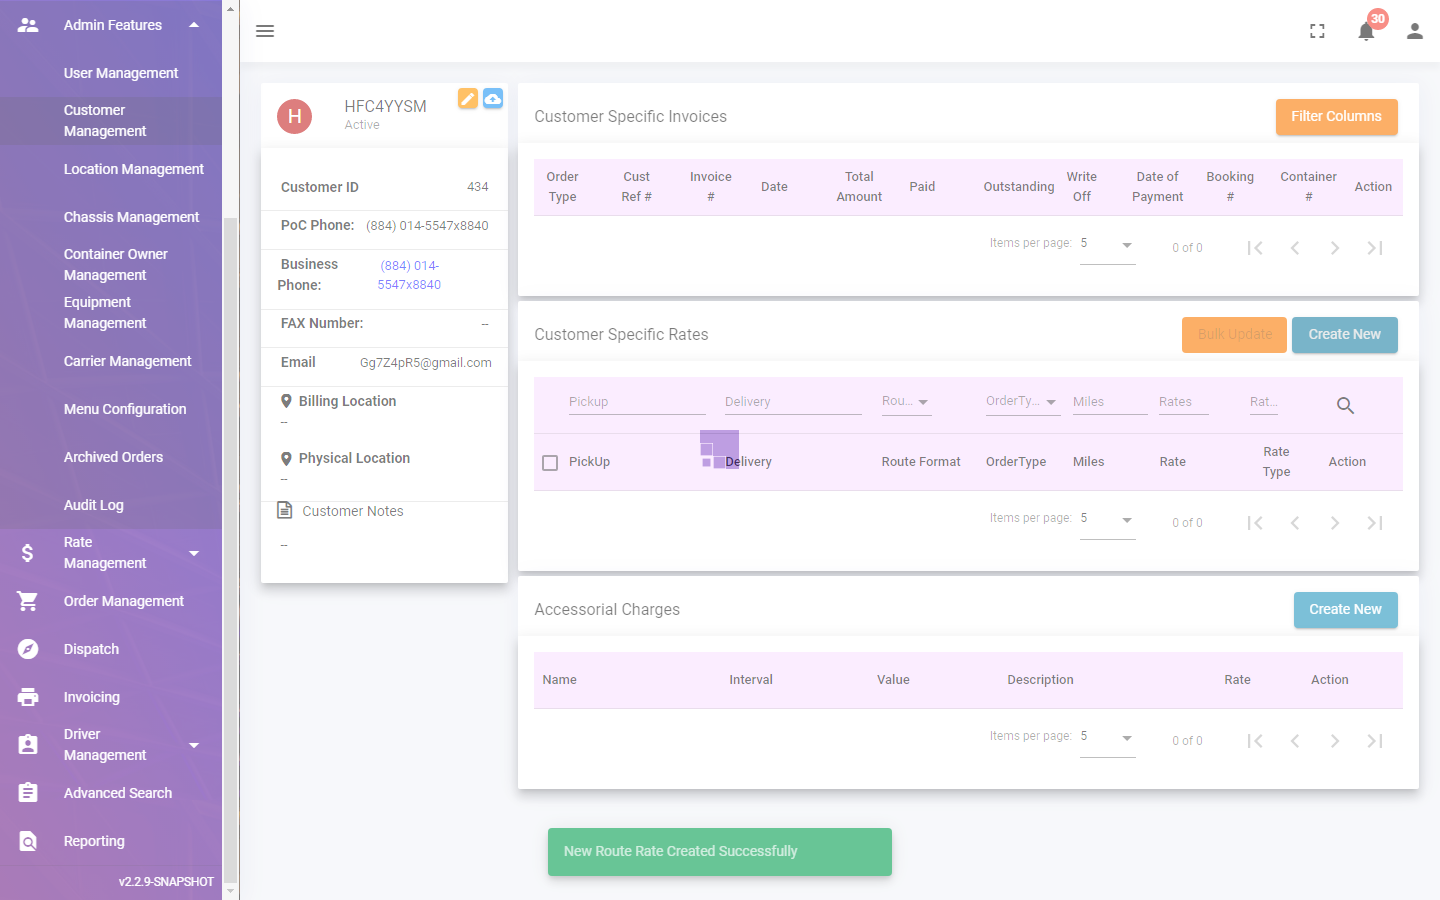 Admin Features
User Management
Customer
Management
Location Management
Chassis Management
Container Owner
Management
Equipment
Management
Carrier Management
Menu Configuration
Archived Orders
Audit Log
Rate
Management
Order Management
Dispatch
Invoicing
Driver
Management
Advanced Search
Reporting
v2.2.9-SNAPSHOT
30
H
HFC4YYSM
Active
Customer ID 434
PoC Phone: (884) 014-5547x8840
Business (884) 014-
Phone: 5547x8840
FAX Number: --
Email Gg7Z4pR5@gmail.com
Billing Location
--
Physical Location
--
Customer Notes
--
Customer Specific Invoices Filter Columns
Order Cust Invoice Date Total Paid Outstanding Write Date of Booking Container Action
Type Ref # # Amount Off Payment # #
Items per page: 5 0 of 0
Customer Specific Rates Bulk Update Create New
Pickup Delivery Rou... OrderTy... Miles Rates Rat...
PickUp Delivery Route Format OrderType Miles Rate Rate Action
Type
Items per page: 5 0 of 0
Accessorial Charges Create New
Name Interval Value Description Rate Action
Items per page: 5 0 of 0
New Route Rate Created Successfully